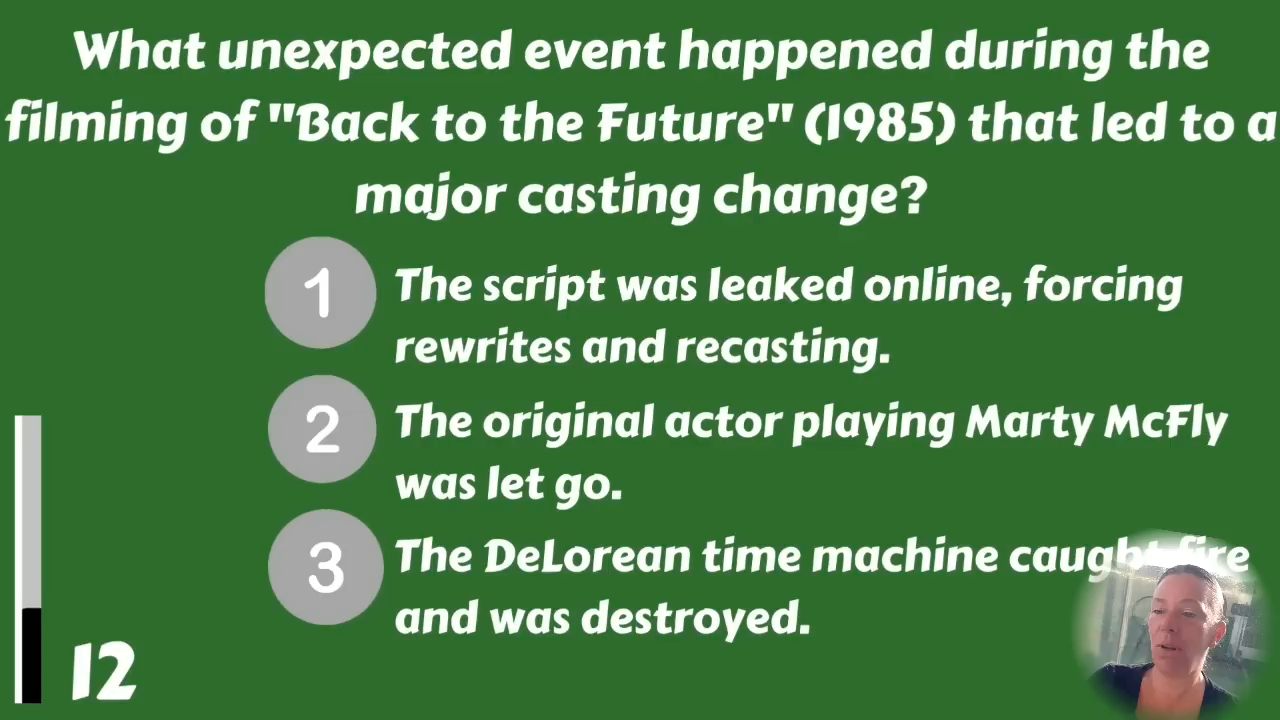 What unexpected event happened during the
filming of "Back to the Future" (1985) that led to a
major casting change?
1 The script was leaked online, forcing
rewrites and recasting.
2 The original actor playing Marty McFly
was let go.
3 The DeLorean time machine caught fire
and was destroyed.
12